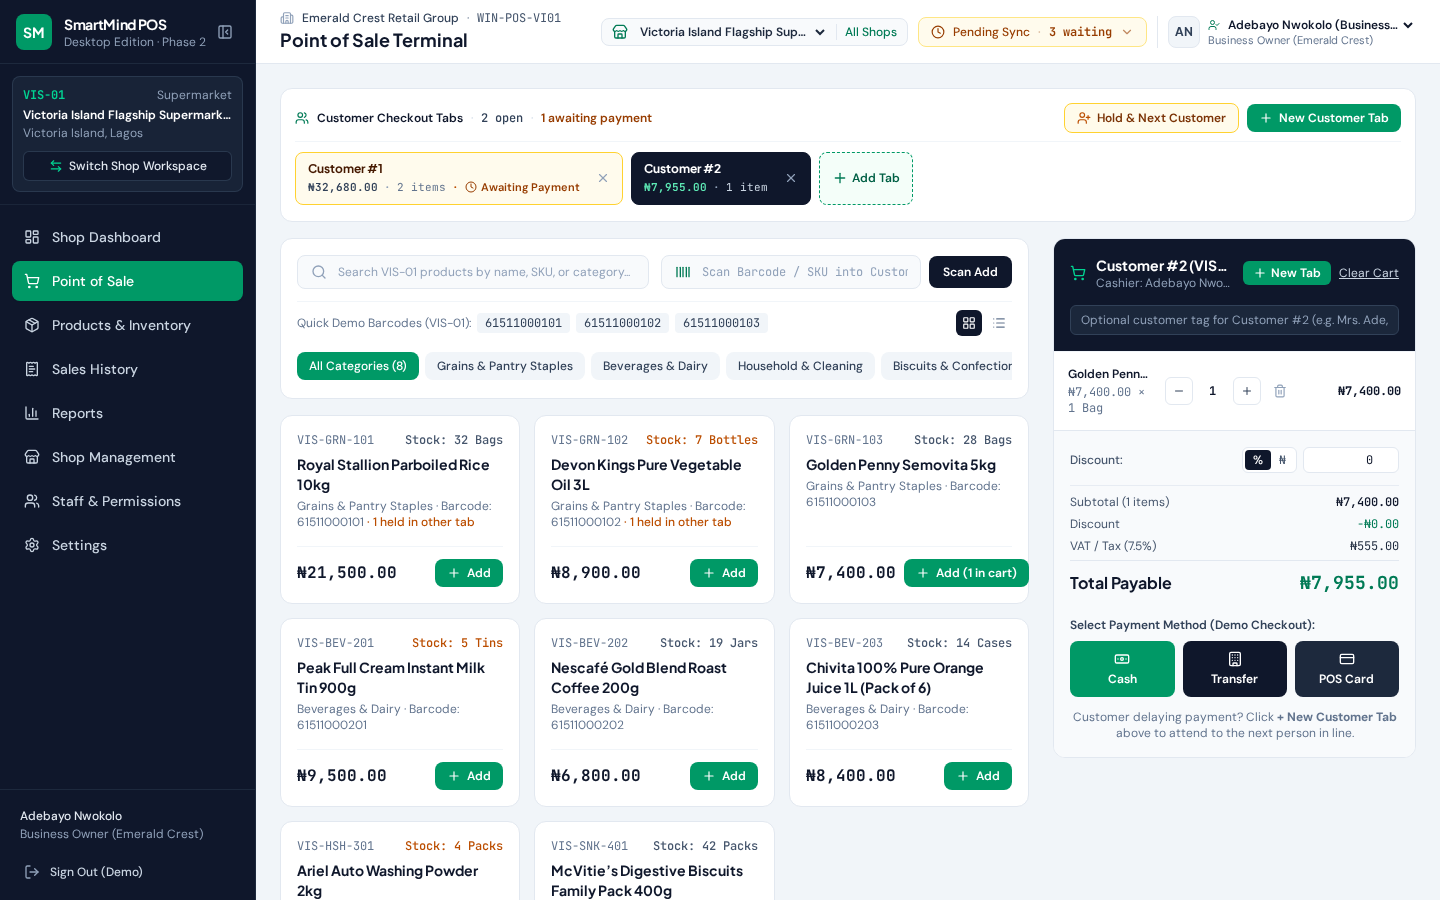 SM
SmartMind POS
Desktop Edition · Phase 2
VIS-01
Supermarket
Victoria Island Flagship Supermark...
Victoria Island, Lagos
Switch Shop Workspace
Shop Dashboard
Point of Sale
Products & Inventory
Sales History
Reports
Shop Management
Staff & Permissions
Settings
Adebayo Nwokolo
Business Owner (Emerald Crest)
Sign Out (Demo)
Emerald Crest Retail Group · WIN-POS-VI01
Point of Sale Terminal
Victoria Island Flagship Sup...
All Shops
Pending Sync · 3 waiting
AN
Adebayo Nwokolo (Business...
Business Owner (Emerald Crest)
Customer Checkout Tabs · 2 open · 1 awaiting payment
Hold & Next Customer
+ New Customer Tab
Customer #1
₦32,680.00 · 2 items · Awaiting Payment
Customer #2
₦7,955.00 · 1 item
+ Add Tab
Search VIS-01 products by name, SKU, or category...
Scan Barcode / SKU into Custor
Scan Add
Quick Demo Barcodes (VIS-01):
61511000101
61511000102
61511000103
All Categories (8)
Grains & Pantry Staples
Beverages & Dairy
Household & Cleaning
Biscuits & Confection
VIS-GRN-101
Stock: 32 Bags
Royal Stallion Parboiled Rice
10kg
Grains & Pantry Staples · Barcode:
61511000101 · 1 held in other tab
₦21,500.00
+ Add
VIS-GRN-102
Stock: 7 Bottles
Devon Kings Pure Vegetable
Oil 3L
Grains & Pantry Staples · Barcode:
61511000102 · 1 held in other tab
₦8,900.00
+ Add
VIS-GRN-103
Stock: 28 Bags
Golden Penny Semovita 5kg
Grains & Pantry Staples · Barcode:
61511000103
₦7,400.00
+ Add (1 in cart)
VIS-BEV-201
Stock: 5 Tins
Peak Full Cream Instant Milk
Tin 900g
Beverages & Dairy · Barcode:
61511000201
₦9,500.00
+ Add
VIS-BEV-202
Stock: 19 Jars
Nescafé Gold Blend Roast
Coffee 200g
Beverages & Dairy · Barcode:
61511000202
₦6,800.00
+ Add
VIS-BEV-203
Stock: 14 Cases
Chivita 100% Pure Orange
Juice 1L (Pack of 6)
Beverages & Dairy · Barcode:
61511000203
₦8,400.00
+ Add
VIS-HSH-301
Stock: 4 Packs
Ariel Auto Washing Powder
2kg
VIS-SNK-401
Stock: 42 Packs
McVitie's Digestive Biscuits
Family Pack 400g
Customer #2 (VIS...
Cashier: Adebayo Nwo...
+ New Tab
Clear Cart
Optional customer tag for Customer #2 (e.g. Mrs. Ade,
Golden Penn...
₦7,400.00 ×
1 Bag
− 1 +
₦7,400.00
Discount:
% ₦
0
Subtotal (1 items)
₦7,400.00
Discount
-₦0.00
VAT / Tax (7.5%)
₦555.00
Total Payable
₦7,955.00
Select Payment Method (Demo Checkout):
Cash
Transfer
POS Card
Customer delaying payment? Click + New Customer Tab
above to attend to the next person in line.